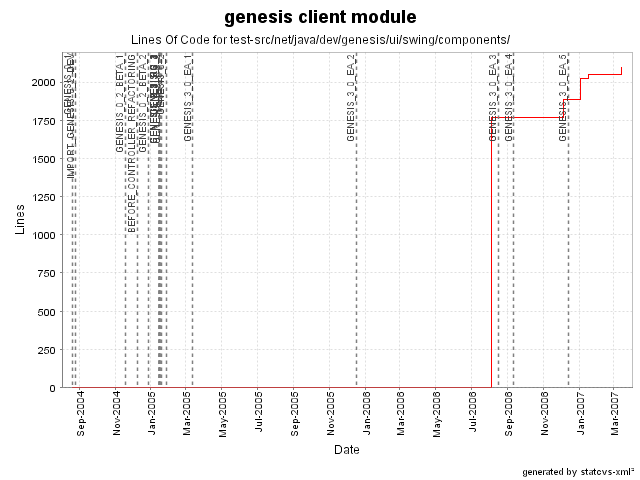 genesis client module
Lines Of Code for test-src/net/java/dev/genesis/ui/swing/components/
Lines
2000
1750
1500
1250
1000
750
500
250
0
GENESIS_0_2_BETA_1
BEFORE_CONTROLLER_REFACTORING
GENESIS_0_2_BETA_2
GENESIS_3_0_EA_1
GENESIS_3_0_EA_2
GENESIS_3_0_EA_3
GENESIS_3_0_EA_4
GENESIS_3_0_EA_5
Sep-2004
Nov-2004
Jan-2005
Mar-2005
May-2005
Jul-2005
Sep-2005
Nov-2005
Jan-2006
Mar-2006
May-2006
Jul-2006
Sep-2006
Nov-2006
Jan-2007
Mar-2007
Date
generated by statcvs-xml²